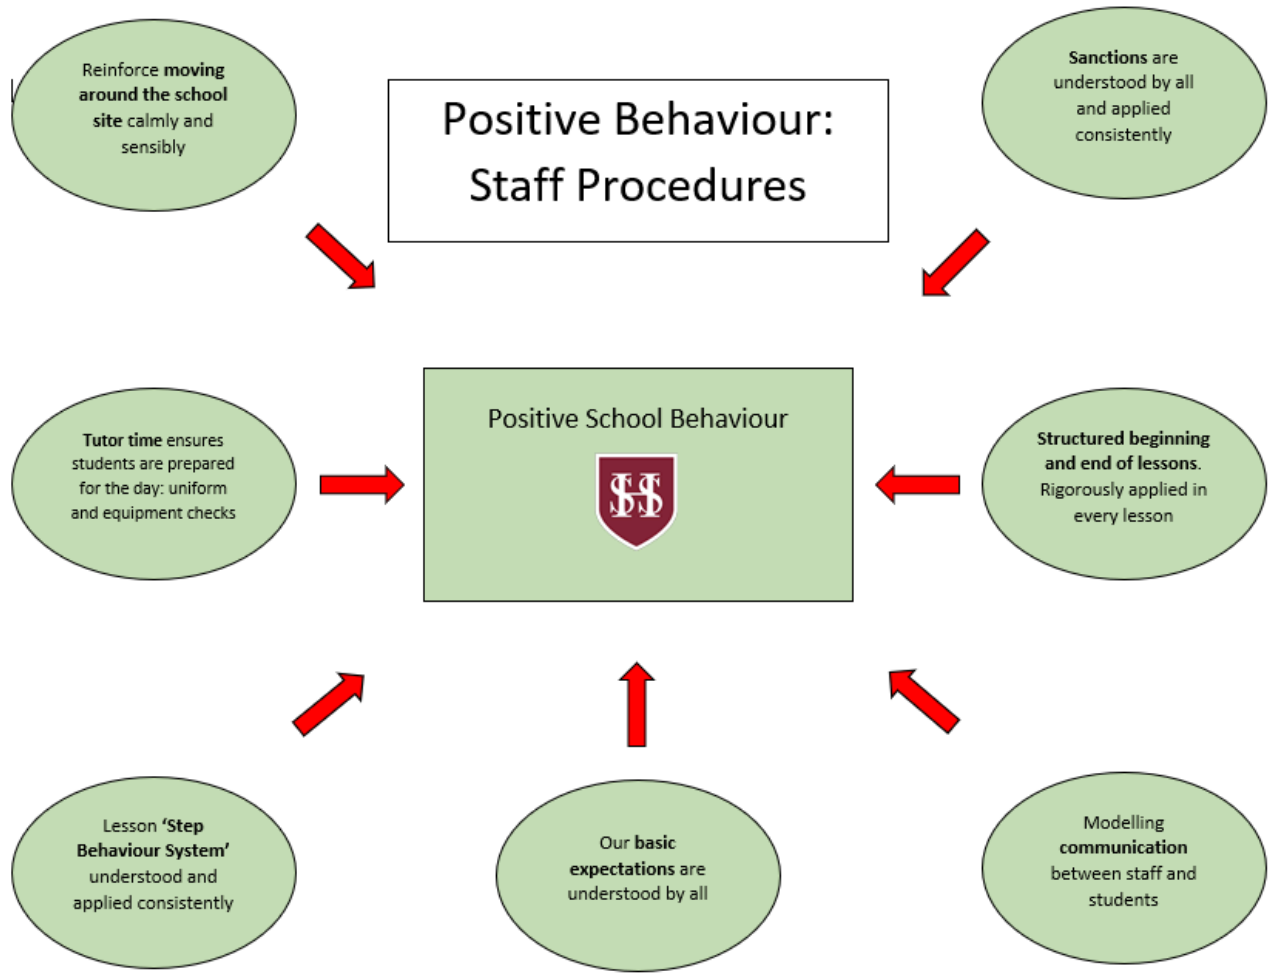 Reinforce moving
around the school
site calmly and
sensibly
Positive Behaviour:
Staff Procedures
Sanctions are
understood by all
and applied
consistently
Tutor time ensures
students are prepared
for the day: uniform
and equipment checks
Positive School Behaviour
Structured beginning
and end of lessons.
Rigorously applied in
every lesson
Lesson ‘Step
Behaviour System’
understood and
applied consistently
Our basic
expectations are
understood by all
Modelling
communication
between staff and
students